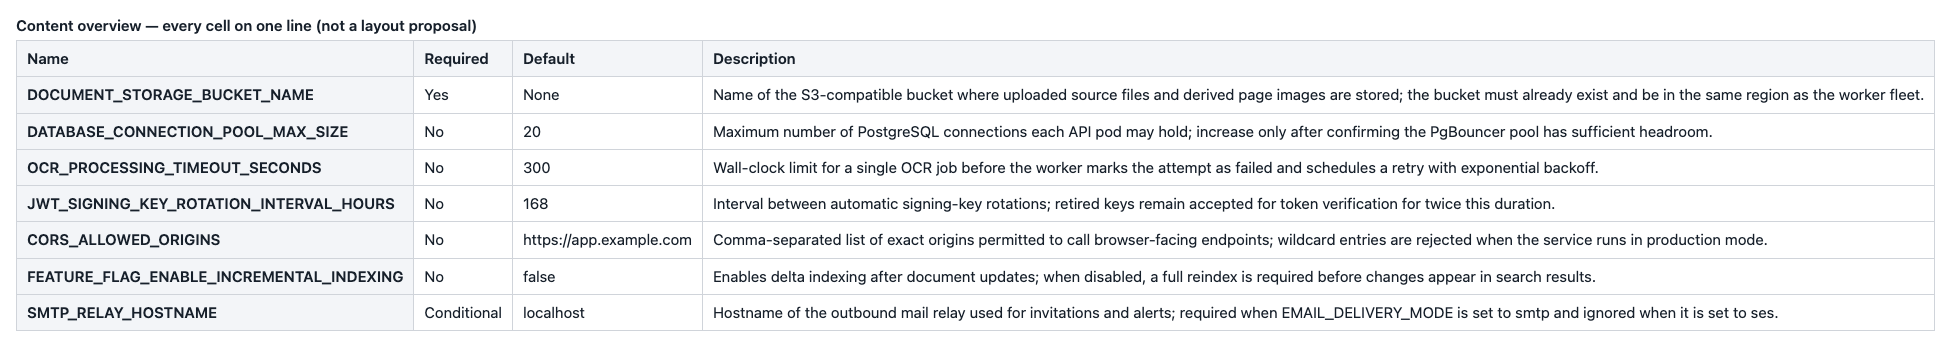 Content overview — every cell on one line (not a layout proposal)
Name Required Default Description
DOCUMENT_STORAGE_BUCKET_NAME Yes None Name of the S3-compatible bucket where uploaded source files and derived page images are stored; the bucket must already exist and be in the same region as the worker fleet.
DATABASE_CONNECTION_POOL_MAX_SIZE No 20 Maximum number of PostgreSQL connections each API pod may hold; increase only after confirming the PgBouncer pool has sufficient headroom.
OCR_PROCESSING_TIMEOUT_SECONDS No 300 Wall-clock limit for a single OCR job before the worker marks the attempt as failed and schedules a retry with exponential backoff.
JWT_SIGNING_KEY_ROTATION_INTERVAL_HOURS No 168 Interval between automatic signing-key rotations; retired keys remain accepted for token verification for twice this duration.
CORS_ALLOWED_ORIGINS No https://app.example.com Comma-separated list of exact origins permitted to call browser-facing endpoints; wildcard entries are rejected when the service runs in production mode.
FEATURE_FLAG_ENABLE_INCREMENTAL_INDEXING No false Enables delta indexing after document updates; when disabled, a full reindex is required before changes appear in search results.
SMTP_RELAY_HOSTNAME Conditional localhost Hostname of the outbound mail relay used for invitations and alerts; required when EMAIL_DELIVERY_MODE is set to smtp and ignored when it is set to ses.